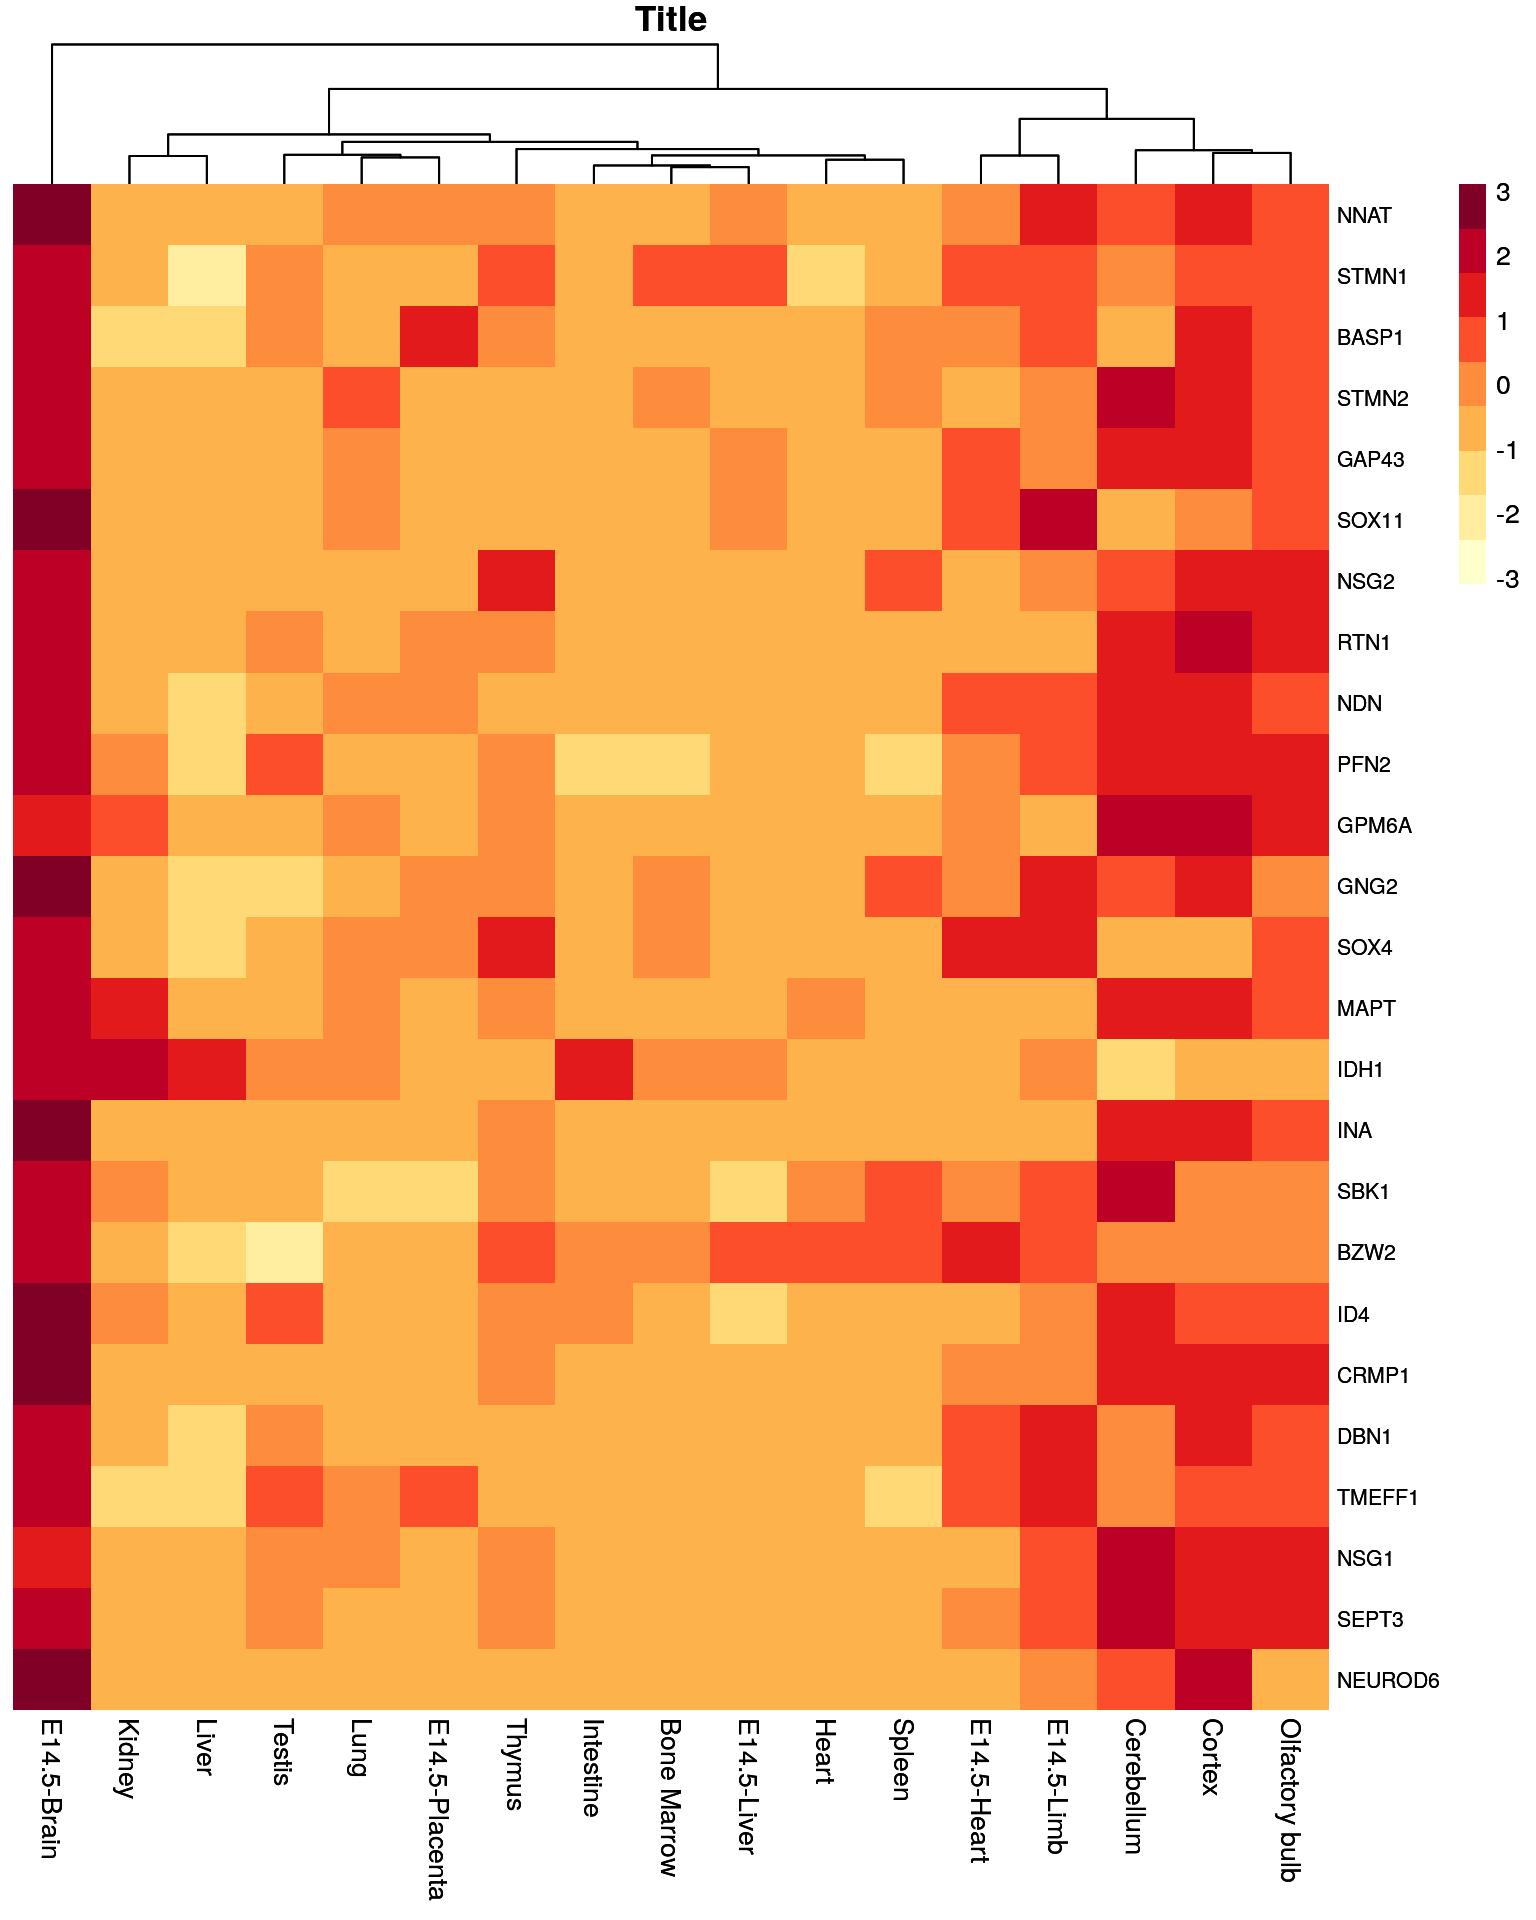 Title
3
2
1
0
-1
-2
-3
NNAT
STMN1
BASP1
STMN2
GAP43
SOX11
NSG2
RTN1
NDN
PFN2
GPM6A
GNG2
SOX4
MAPT
IDH1
INA
SBK1
BZW2
ID4
CRMP1
DBN1
TMEFF1
NSG1
SEPT3
NEUROD6
E14.5-Brain
Kidney
Liver
Testis
Lung
E14.5-Placenta
Thymus
Intestine
Bone Marrow
E14.5-Liver
Heart
Spleen
E14.5-Heart
E14.5-Limb
Cerebellum
Cortex
Olfactory bulb